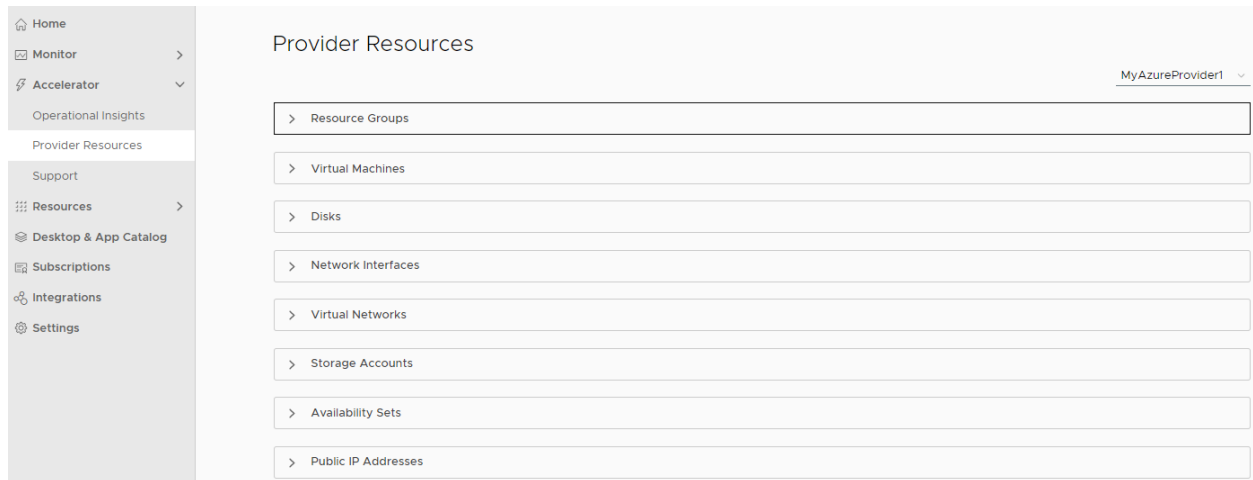 Home
Monitor
Accelerator
Operational Insights
Provider Resources
Support
Resources
Desktop & App Catalog
Subscriptions
Integrations
Settings
Provider Resources
MyAzureProvider1
Resource Groups
Virtual Machines
Disks
Network Interfaces
Virtual Networks
Storage Accounts
Availability Sets
Public IP Addresses